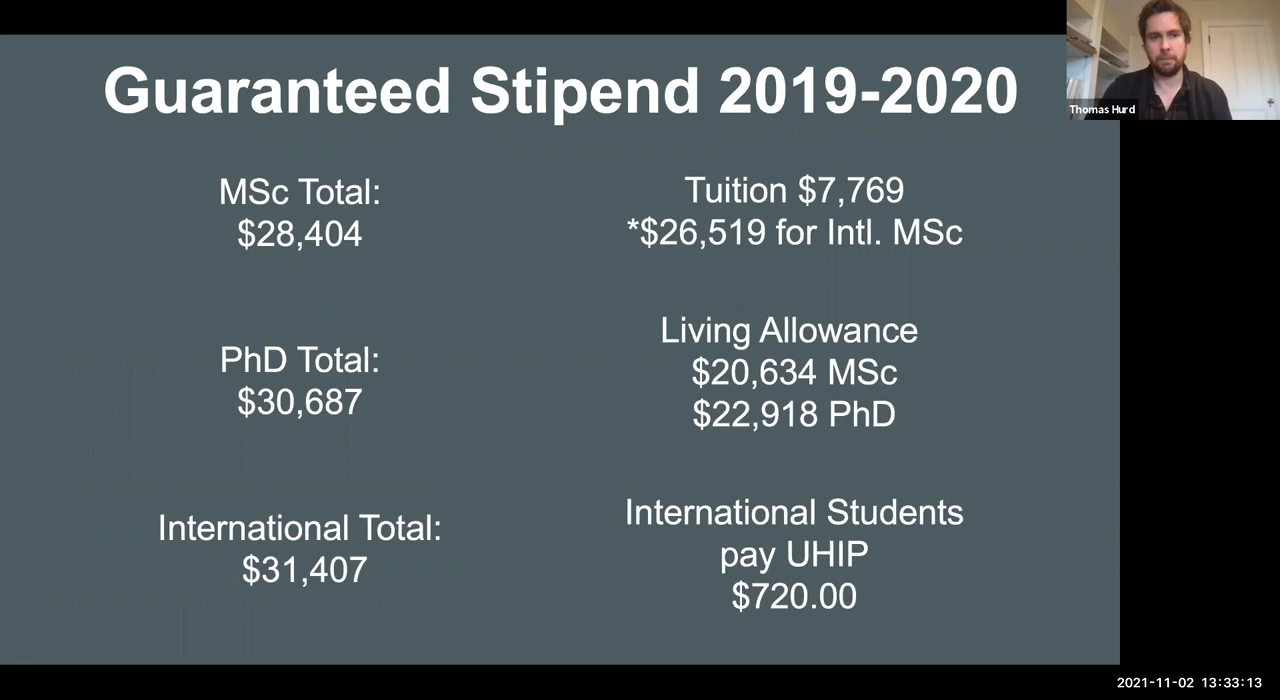 Guaranteed Stipend 2019-2020
MSc Total:
$28,404
PhD Total:
$30,687
International Total:
$31,407
Tuition $7,769
*$26,519 for Intl. MSc
Living Allowance
$20,634 MSc
$22,918 PhD
International Students
pay UHIP
$720.00
Thomas Hurd
2021-11-02 13:33:13